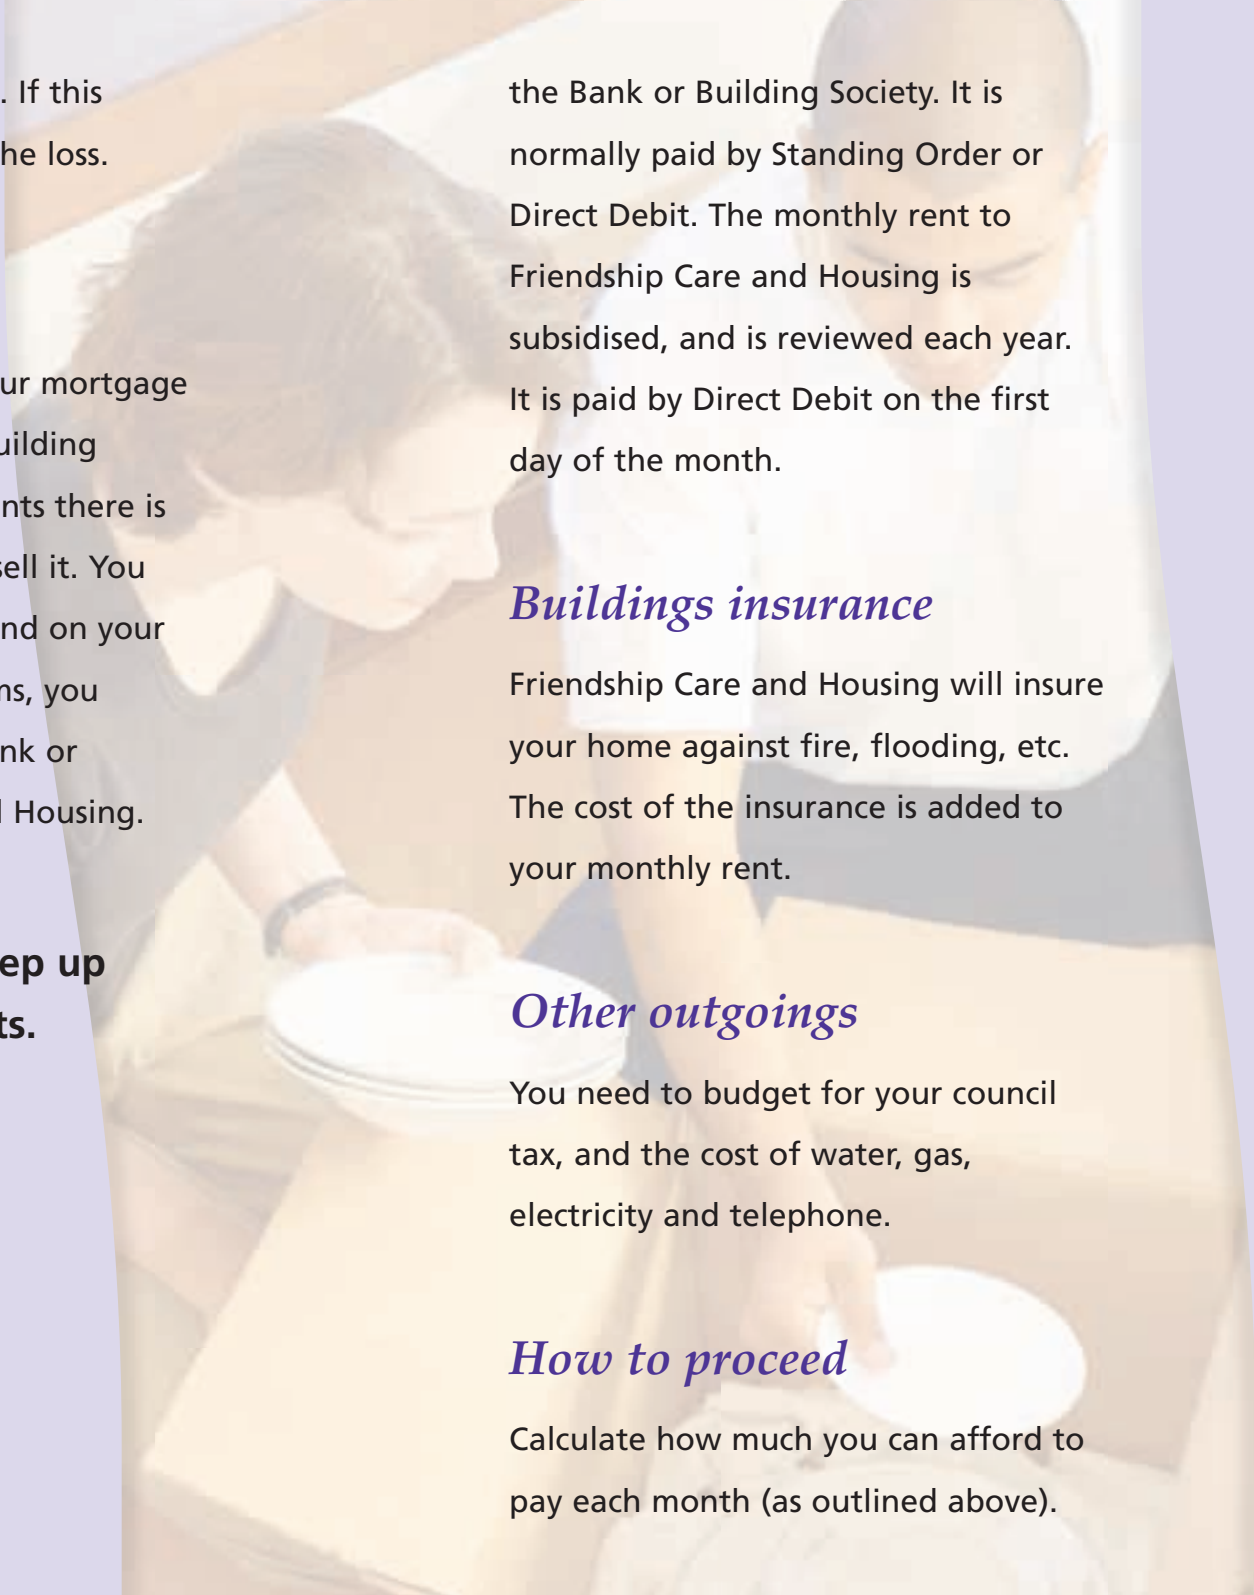 . If this
he loss.
ur mortgage
uilding
nts there is
sell it. You
nd on your
ns, you
nk or
Housing.
ep up
ts.
the Bank or Building Society. It is
normally paid by Standing Order or
Direct Debit. The monthly rent to
Friendship Care and Housing is
subsidised, and is reviewed each year.
It is paid by Direct Debit on the first
day of the month.
Buildings insurance
Friendship Care and Housing will insure
your home against fire, flooding, etc.
The cost of the insurance is added to
your monthly rent.
Other outgoings
You need to budget for your council
tax, and the cost of water, gas,
electricity and telephone.
How to proceed
Calculate how much you can afford to
pay each month (as outlined above).